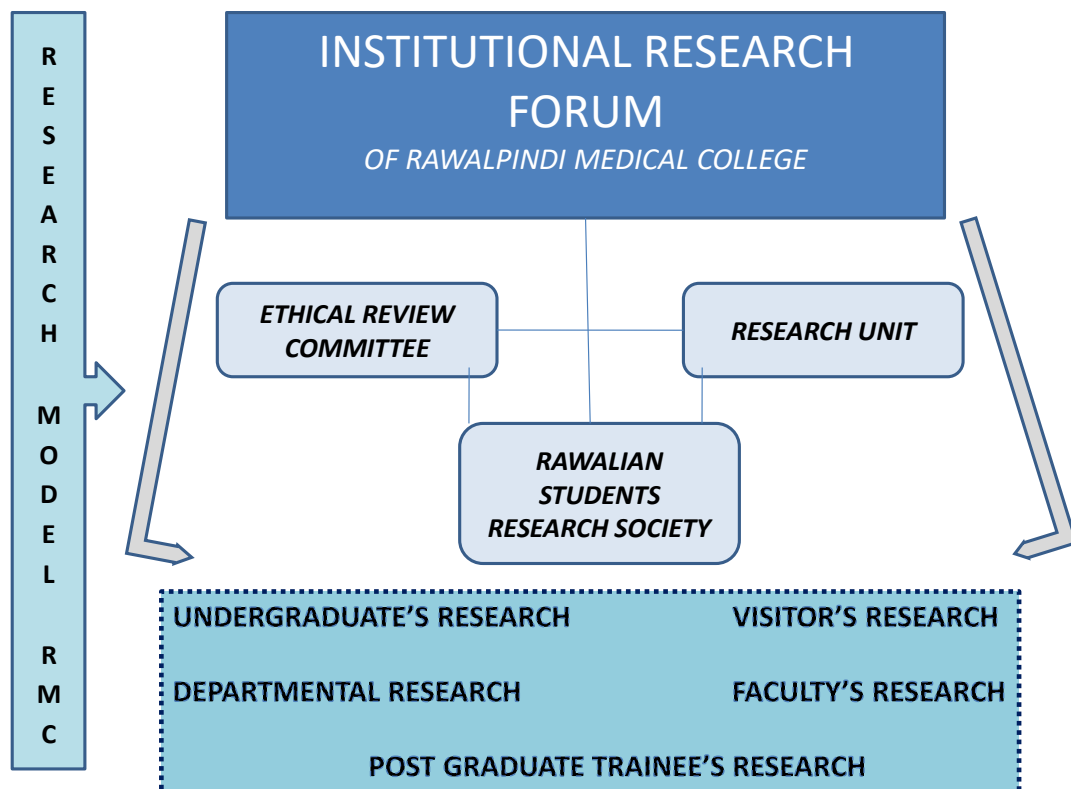 RESEARCH MODEL RMC
INSTITUTIONAL RESEARCH
FORUM
OF RAWALPINDI MEDICAL COLLEGE
ETHICAL REVIEW
COMMITTEE
RESEARCH UNIT
RAWALIAN
STUDENTS
RESEARCH SOCIETY
UNDERGRADUATE'S RESEARCH
VISITOR'S RESEARCH
DEPARTMENTAL RESEARCH
FACULTY'S RESEARCH
POST GRADUATE TRAINEE'S RESEARCH